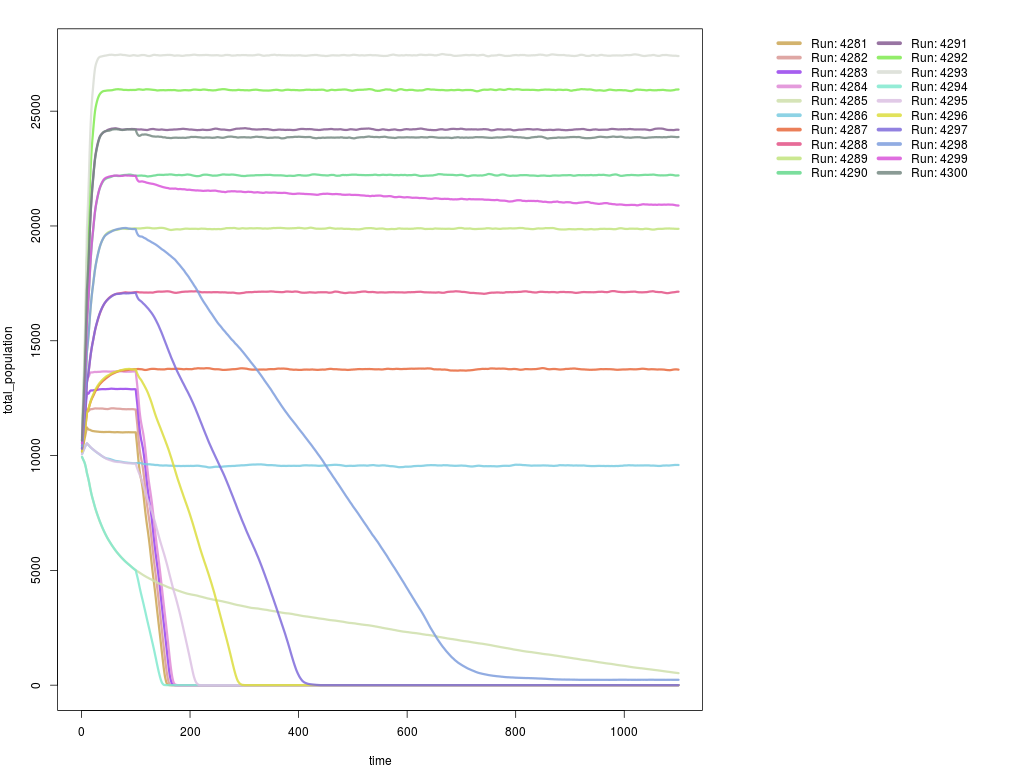 Run: 4281
Run: 4282
Run: 4283
Run: 4284
Run: 4285
Run: 4286
Run: 4287
Run: 4288
Run: 4289
Run: 4290
Run: 4291
Run: 4292
Run: 4293
Run: 4294
Run: 4295
Run: 4296
Run: 4297
Run: 4298
Run: 4299
Run: 4300
total_population
25000
20000
15000
10000
5000
0
0 200 400 600 800 1000
time